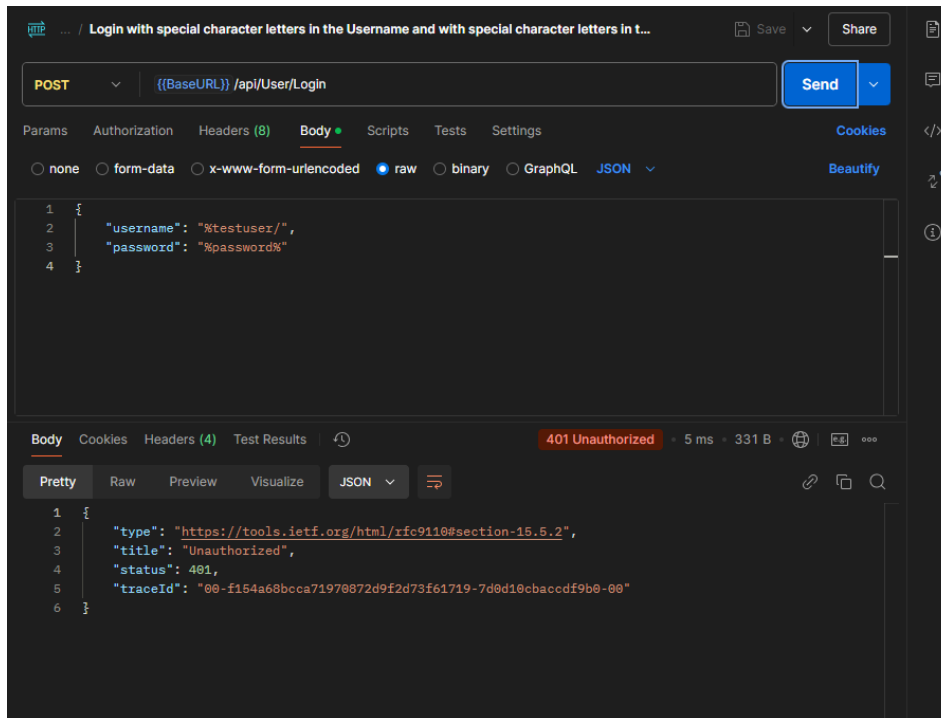 HTTP ... / Login with special character letters in the Username and with special character letters in t... Save Share
POST {{BaseURL}} /api/User/Login Send
Params Authorization Headers (8) Body Scripts Tests Settings Cookies
none form-data x-www-form-urlencoded raw binary GraphQL JSON Beautify
1 {
2 "username": "%testuser/",
3 "password": "%password%"
4 }
Body Cookies Headers (4) Test Results 401 Unauthorized 5 ms 331 B e.g.
Pretty Raw Preview Visualize JSON
1 {
2 "type": "https://tools.ietf.org/html/rfc9110#section-15.5.2",
3 "title": "Unauthorized",
4 "status": 401,
5 "traceId": "00-f154a68bcca71970872d9f2d73f61719-7d0d10cbaccdf9b0-00"
6 }